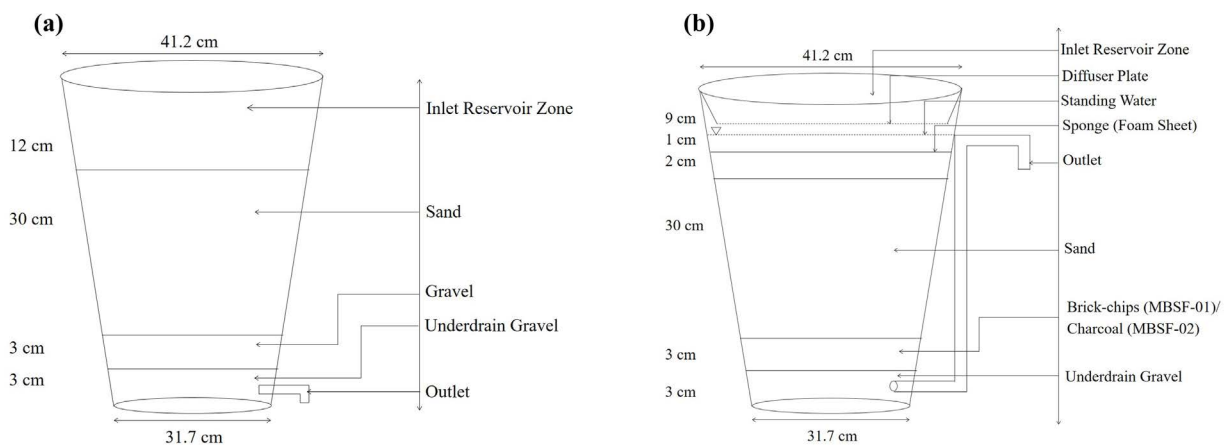 (a)
41.2 cm
Inlet Reservoir Zone
12 cm
Sand
30 cm
Gravel
Underdrain Gravel
3 cm
3 cm
Outlet
31.7 cm
(b)
41.2 cm
Inlet Reservoir Zone
Diffuser Plate
Standing Water
9 cm
Sponge (Foam Sheet)
1 cm
2 cm
Outlet
30 cm
Sand
Brick-chips (MBSF-01)/
Charcoal (MBSF-02)
3 cm
Underdrain Gravel
3 cm
31.7 cm